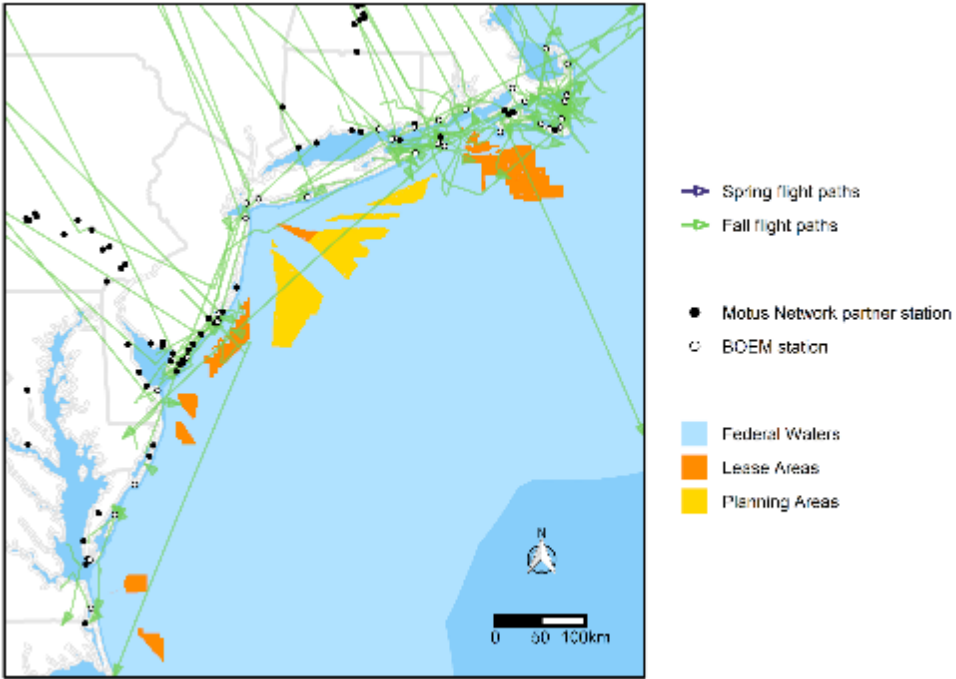 Spring flight paths
Fall flight paths
Motus Network partner station
BOEM station
Federal Waters
Lease Areas
Planning Areas
N
0 50 100km